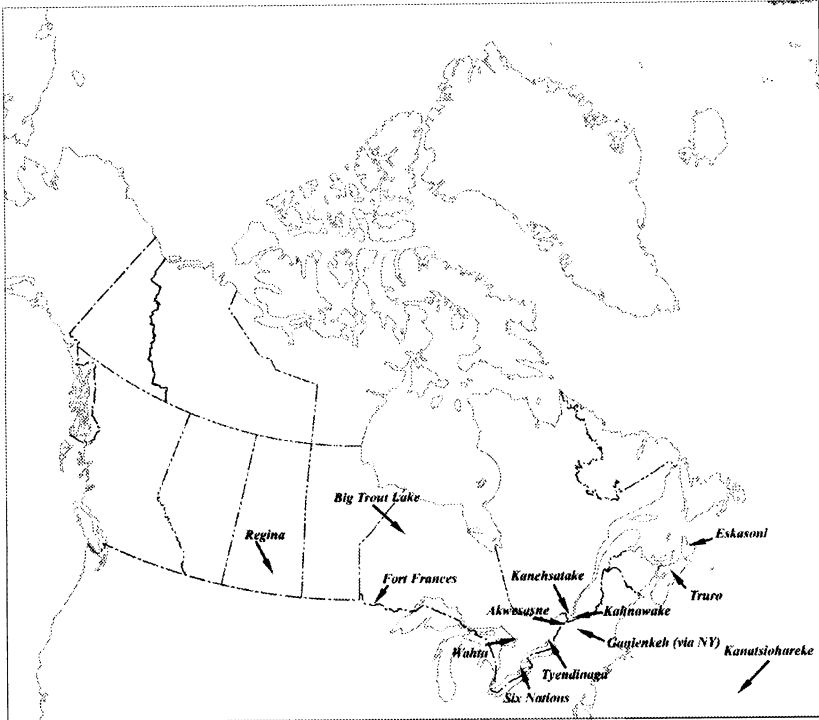 Big Trout Lake
Regina
Eskasoni
Kanehsatake
Fort Frances
Truro
Akwesasne
Kahnawake
Ganienkeh (via NY)
Wahta
Kanatsiohareke
Tyendinaga
Six Nations